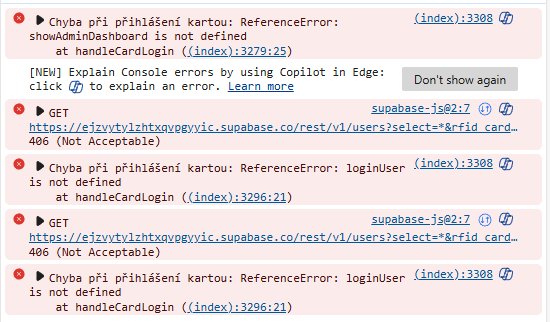 Chyba při přihlášení kartou: ReferenceError: (index):3308
showAdminDashboard is not defined
at handleCardLogin ((index):3279:25)
[NEW] Explain Console errors by using Copilot in Edge: Don't show again
click to explain an error. Learn more
GET supabase-js@2:7
https://ejzvytylzhtxqvpgyyic.supabase.co/rest/v1/users?select=*&rfid_card…
406 (Not Acceptable)
Chyba při přihlášení kartou: ReferenceError: loginUser (index):3308
is not defined
at handleCardLogin ((index):3296:21)
GET supabase-js@2:7
https://ejzvytylzhtxqvpgyyic.supabase.co/rest/v1/users?select=*&rfid_card…
406 (Not Acceptable)
Chyba při přihlášení kartou: ReferenceError: loginUser (index):3308
is not defined
at handleCardLogin ((index):3296:21)